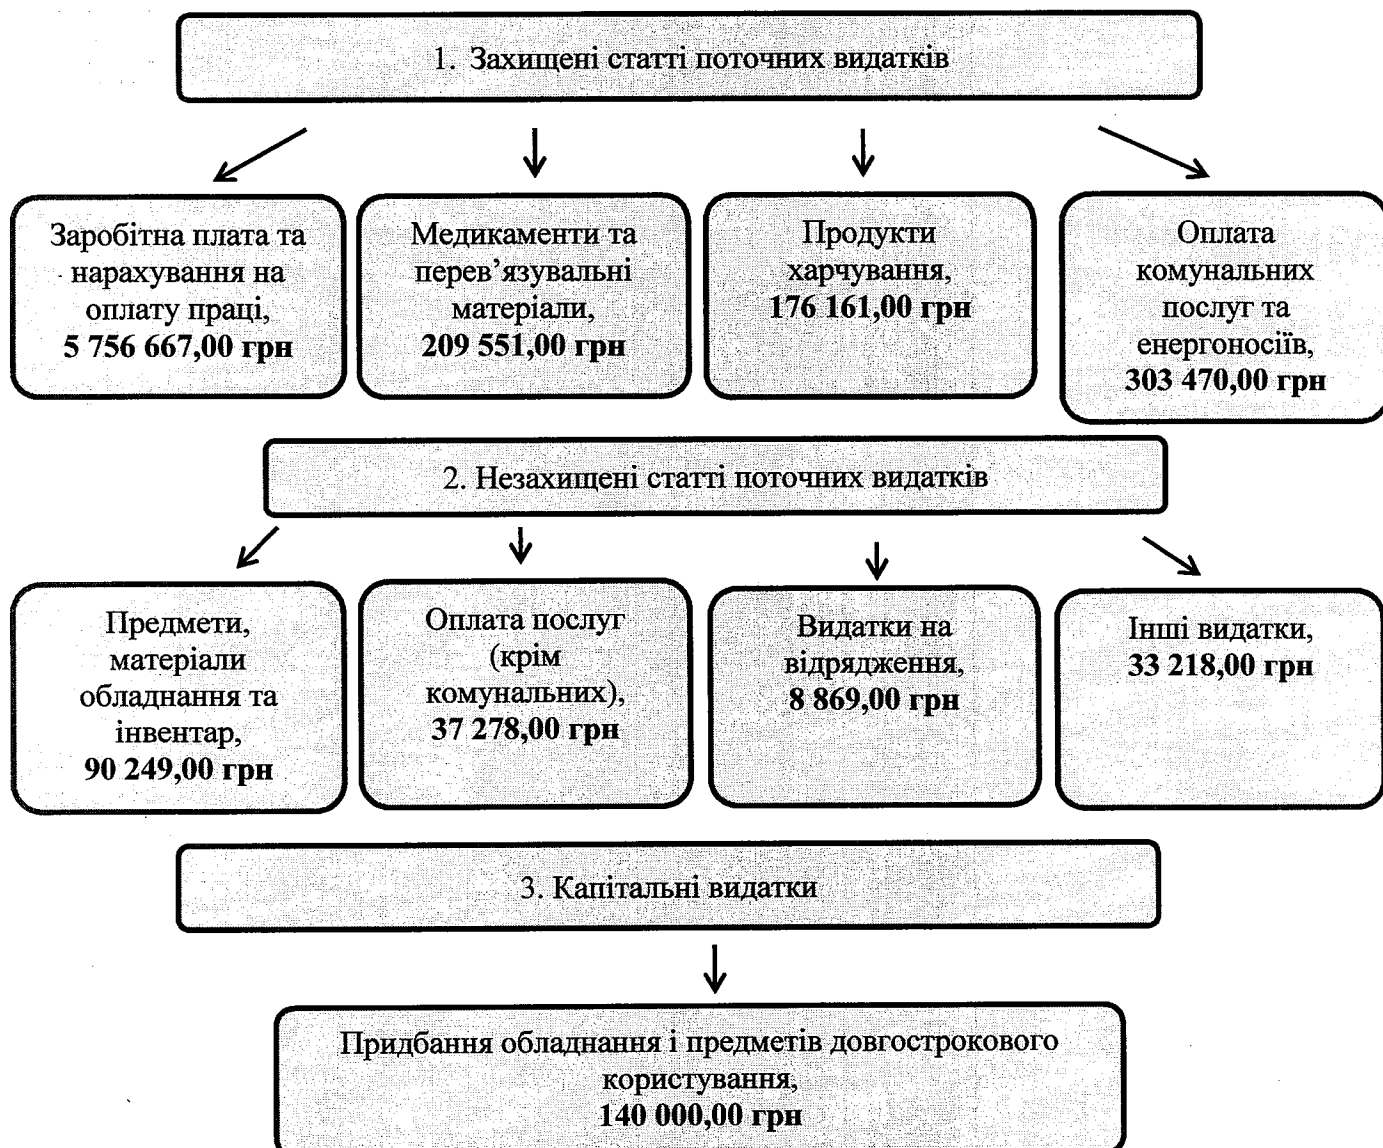 1. Захищені статті поточних видатків
Заробітна плата та
нарахування на
оплату праці,
5 756 667,00 грн
Медикаменти та
перев’язувальні
матеріали,
209 551,00 грн
Продукти
харчування,
176 161,00 грн
Оплата
комунальних
послуг та
енергоносіїв,
303 470,00 грн
2. Незахищені статті поточних видатків
Предмети,
матеріали
обладнання та
інвентар,
90 249,00 грн
Оплата послуг
(крім
комунальних),
37 278,00 грн
Видатки на
відрядження,
8 869,00 грн
Інші видатки,
33 218,00 грн
3. Капітальні видатки
Придбання обладнання і предметів довгострокового
користування,
140 000,00 грн